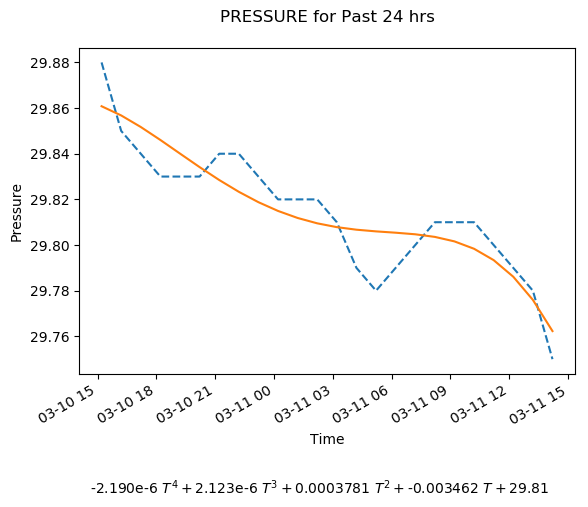 PRESSURE for Past 24 hrs
29.88
29.86
29.84
29.82
29.80
29.78
29.76
Pressure
03-10 15 03-10 18 03-10 21 03-11 00 03-11 03 03-11 06 03-11 09 03-11 12 03-11 15
Time
-2.190e-6 T⁴ + 2.123e-6 T³ + 0.0003781 T² + -0.003462 T + 29.81